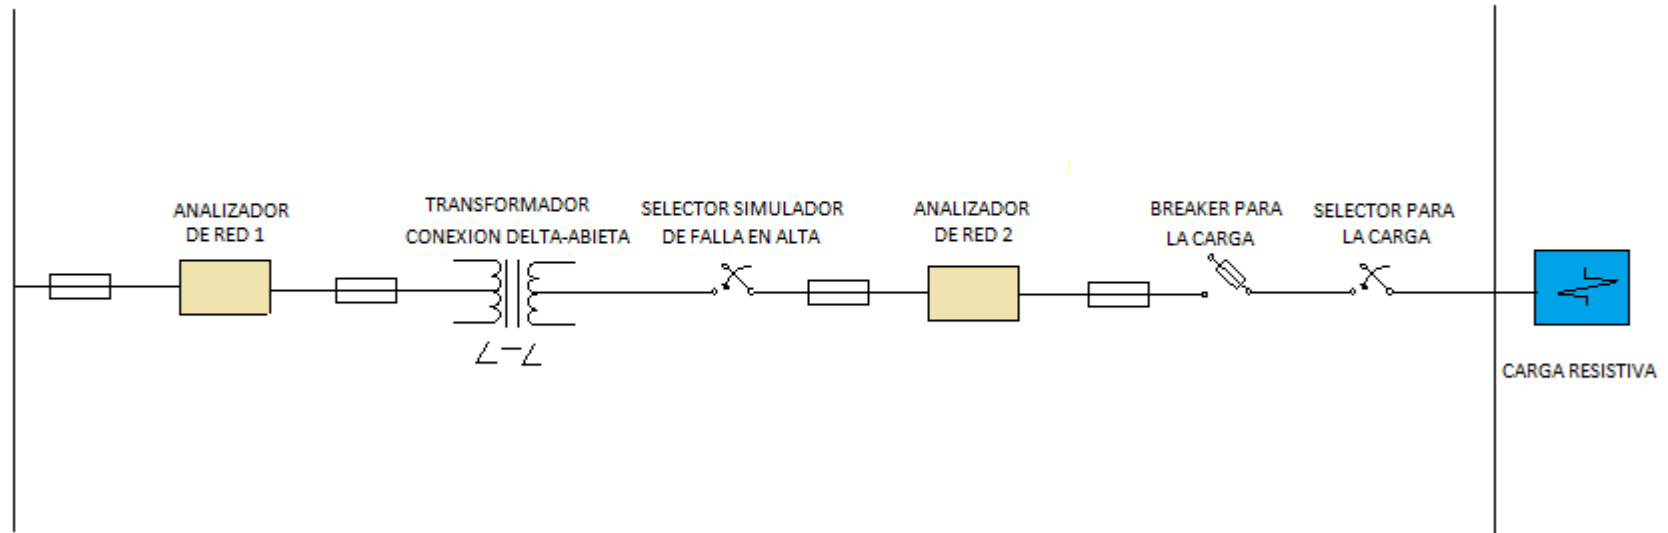 ANALIZADOR
DE RED 1
TRANSFORMADOR
CONEXION DELTA-ABIETA
SELECTOR SIMULADOR
DE FALLA EN ALTA
ANALIZADOR
DE RED 2
BREAKER PARA
LA CARGA
SELECTOR PARA
LA CARGA
CARGA RESISTIVA